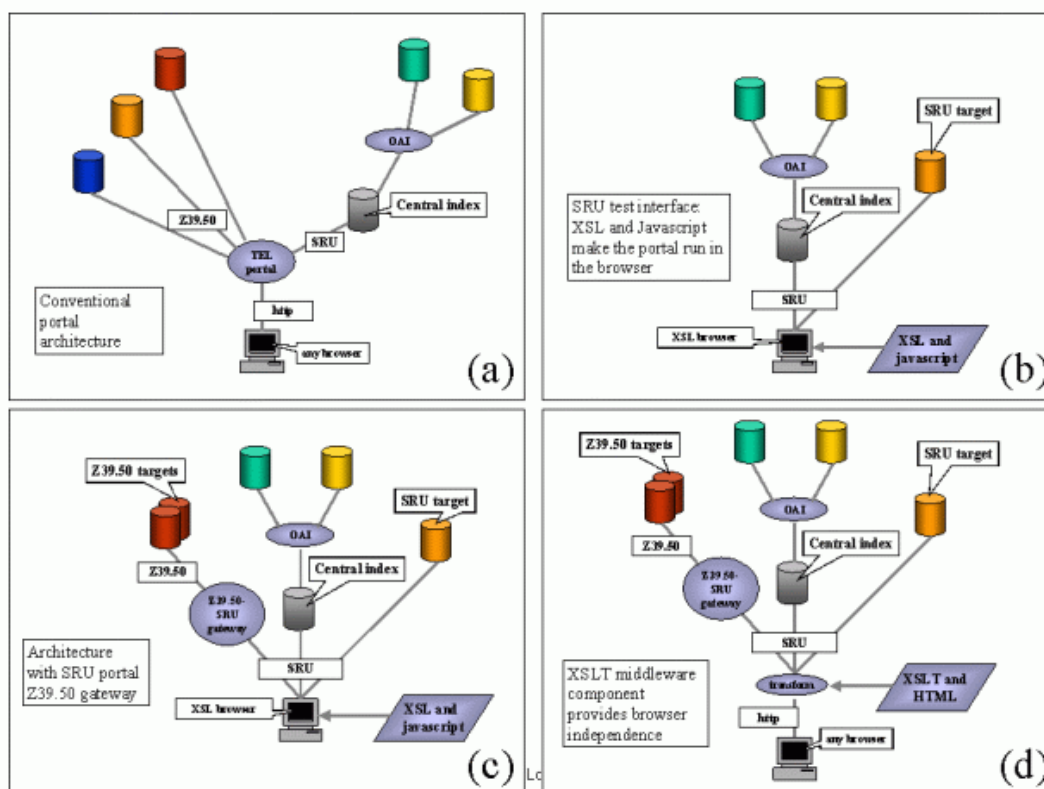 OAI
Z39.50
Central index
SRU
TEL
portal
http
any browser
Conventional
portal
architecture
(a)
SRU target
OAI
Central index
SRU test interface:
XSL and Javascript
make the portal run in
the browser
SRU
XSL browser
XSL and
javascript
(b)
Z39.50 targets
SRU target
OAI
Z39.50
Central index
Z39.50-
SRU
gateway
Architecture
with SRU portal
Z39.50 gateway
SRU
XSL browser
XSL and
javascript
(c)
Z39.50 targets
SRU target
OAI
Z39.50
Central index
Z39.50-
SRU
gateway
SRU
XSLT middleware
component
provides browser
independence
transform
XSLT and
HTML
http
any browser
Lo
(d)